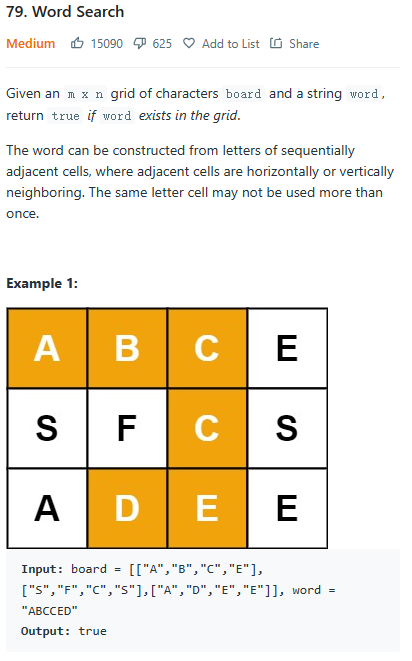 79. Word Search
Medium 15090 625 Add to List Share
Given an m x n grid of characters board and a string word ,
return true if word exists in the grid.
The word can be constructed from letters of sequentially
adjacent cells, where adjacent cells are horizontally or vertically
neighboring. The same letter cell may not be used more than
once.
Example 1:
A B C E
S F C S
A D E E
Input: board = [["A","B","C","E"],
["S","F","C","S"],["A","D","E","E"]], word =
"ABCCED"
Output: true